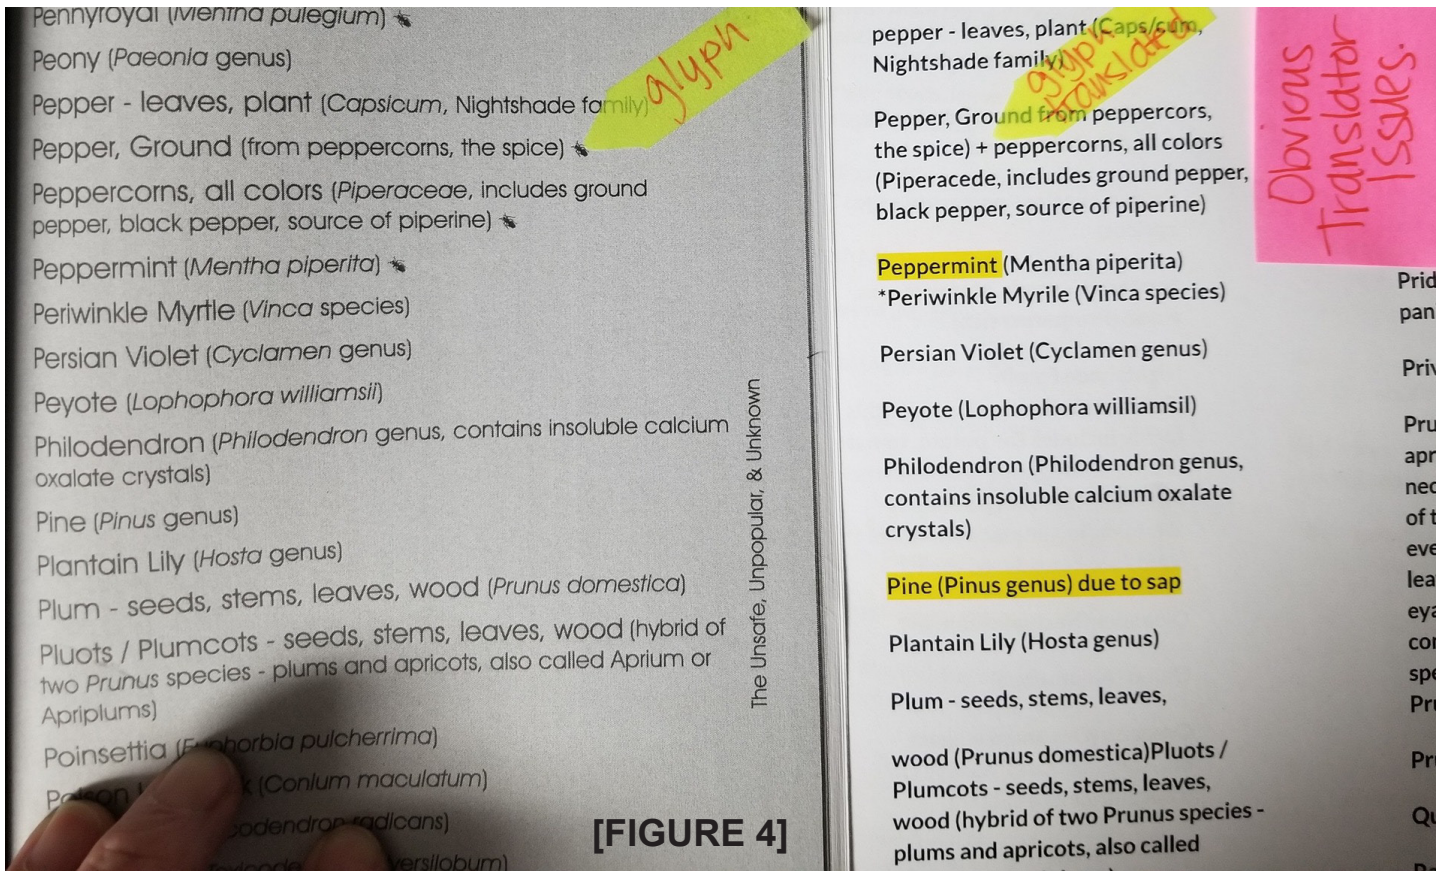 Pennyroyal (Mentha pulegium)
Peony (Paeonia genus)
Pepper - leaves, plant (Capsicum, Nightshade family)
Pepper, Ground (from peppercorns, the spice)
Peppercorns, all colors (Piperaceae, includes ground
pepper, black pepper, source of piperine)
Peppermint (Mentha piperita)
Periwinkle Myrtle (Vinca species)
Persian Violet (Cyclamen genus)
Peyote (Lophophora williamsii)
Philodendron (Philodendron genus, contains insoluble calcium
oxalate crystals)
Pine (Pinus genus)
Plantain Lily (Hosta genus)
Plum - seeds, stems, leaves, wood (Prunus domestica)
Pluots / Plumcots - seeds, stems, leaves, wood (hybrid of
two Prunus species - plums and apricots, also called Aprium or
Apriplums)
Poinsettia (Euphorbia pulcherrima)
(Conium maculatum)
radicans)
The Unsafe, Unpopular, & Unknown
glyph
[FIGURE 4]
pepper - leaves, plant (Caps/cum,
Nightshade family)
Pepper, Ground from peppercors,
the spice) + peppercorns, all colors
(Piperacede, includes ground pepper,
black pepper, source of piperine)
Peppermint (Mentha piperita)
*Periwinkle Myrile (Vinca species)
Persian Violet (Cyclamen genus)
Peyote (Lophophora williamsil)
Philodendron (Philodendron genus,
contains insoluble calcium oxalate
crystals)
Pine (Pinus genus) due to sap
Plantain Lily (Hosta genus)
Plum - seeds, stems, leaves,
wood (Prunus domestica)Pluots /
Plumcots - seeds, stems, leaves,
wood (hybrid of two Prunus species -
plums and apricots, also called
glyph
translated
Obvious
Translator
Issues.